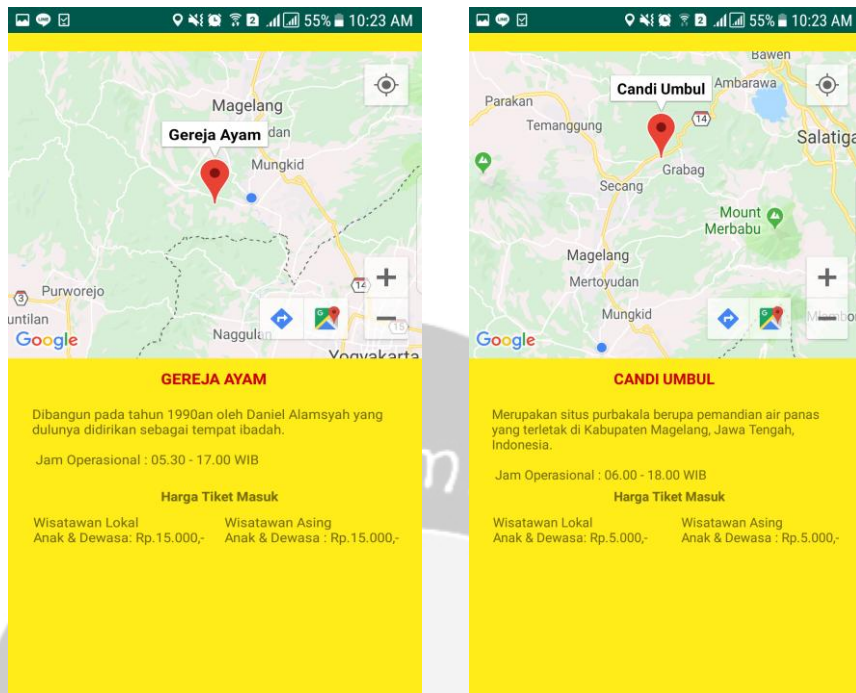 55% 10:23 AM
Magelang
Gereja Ayam
Mungkid
Purworejo
14
3
untilan
15
Google
Yogyakarta
GEREJA AYAM
Dibangun pada tahun 1990an oleh Daniel Alamsyah yang
dulunya didirikan sebagai tempat ibadah.
Jam Operasional : 05.30 - 17.00 WIB
Harga Tiket Masuk
Wisatawan Lokal
Anak & Dewasa: Rp.15.000,-
Wisatawan Asing
Anak & Dewasa : Rp.15.000,-
55% 10:23 AM
Bawen
Candi Umbul
Ambarawa
Parakan
14
Temanggung
Salatiga
Grabag
Secang
Mount
Merbabu
Magelang
Mertoyudan
Mungkid
Google
CANDI UMBUL
Merupakan situs purbakala berupa pemandian air panas
yang terletak di Kabupaten Magelang, Jawa Tengah,
Indonesia.
Jam Operasional : 06.00 - 18.00 WIB
Harga Tiket Masuk
Wisatawan Lokal
Anak & Dewasa: Rp.5.000,-
Wisatawan Asing
Anak & Dewasa : Rp.5.000,-